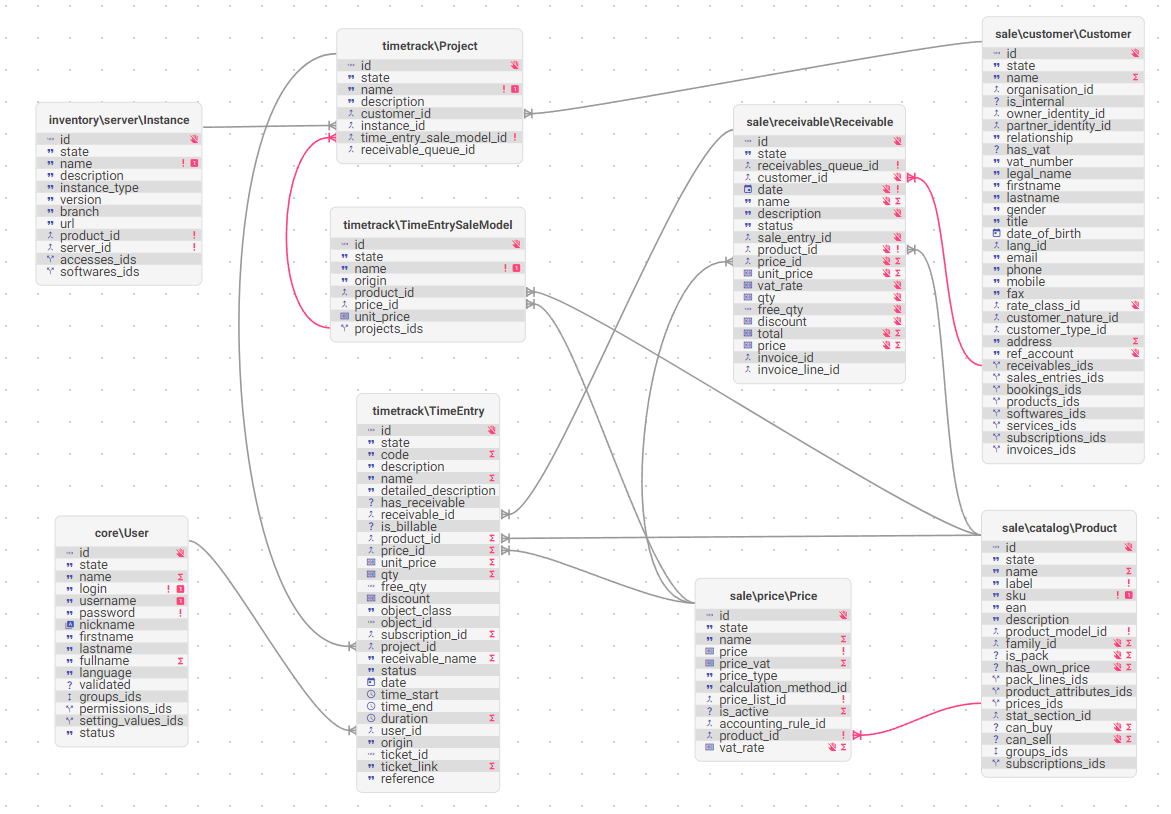 timetrack\Project
id
state
name
description
customer_id
instance_id
time_entry_sale_model_id
receivable_queue_id
inventory\server\Instance
id
state
name
description
instance_type
version
branch
url
product_id
server_id
accesses_ids
softwares_ids
timetrack\TimeEntrySaleModel
id
state
name
origin
product_id
price_id
unit_price
projects_ids
timetrack\TimeEntry
id
state
code
description
name
detailed_description
has_receivable
receivable_id
is_billable
product_id
price_id
unit_price
qty
free_qty
discount
object_class
object_id
subscription_id
project_id
receivable_name
status
date
time_start
time_end
duration
user_id
origin
ticket_id
ticket_link
reference
core\User
id
state
name
login
username
password
nickname
firstname
lastname
fullname
language
validated
groups_ids
permissions_ids
setting_values_ids
status
sale\receivable\Receivable
id
state
receivables_queue_id
customer_id
date
name
description
status
sale_entry_id
product_id
price_id
unit_price
vat_rate
qty
free_qty
discount
total
price
invoice_id
invoice_line_id
sale\customer\Customer
id
state
name
organisation_id
is_internal
owner_identity_id
partner_identity_id
relationship
has_vat
vat_number
legal_name
firstname
lastname
gender
title
date_of_birth
lang_id
email
phone
mobile
fax
rate_class_id
customer_nature_id
customer_type_id
address
ref_account
receivables_ids
sales_entries_ids
bookings_ids
products_ids
softwares_ids
services_ids
subscriptions_ids
invoices_ids
sale\price\Price
id
state
name
price
price_vat
price_type
calculation_method_id
price_list_id
is_active
accounting_rule_id
product_id
vat_rate
sale\catalog\Product
id
state
name
label
sku
ean
description
product_model_id
family_id
is_pack
has_own_price
pack_lines_ids
product_attributes_ids
prices_ids
stat_section_id
can_buy
can_sell
groups_ids
subscriptions_ids